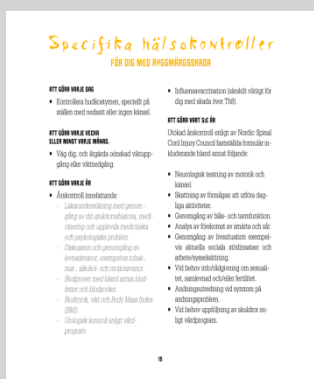 Specifika hälsokontroller
FÖR DIG MED RYGGMÄRGSSKADA
ATT GÖRA VARJE DAG
• Kontrollera hudkostymen, speciellt på
ställen med nedsatt eller ingen känsel.
ATT GÖRA VARJE VECKA
ELLER MINST VARJE MÅNAD.
• Väg dig, och åtgärda oönskad viktupp-
gång eller viktnedgång.
ATT GÖRA VARJE ÅR
• Årskontroll innefattande:
- Läkarundersökning med genom-
gång av din sjukdomshistoria, medi-
cinering och upplevda medicinska
och psykologiska problem.
- Diskussion och genomgång av
levnadsvanor, exempelvis tobak-,
mat-, alkohol- och motionsvanor.
- Blodprover med bland annat blod-
fetter och blodsocker.
- Blodtryck, vikt och Body Mass Index
(BMI).
- Urologisk kontroll enligt vård-
program.
• Influensavaccination (särskilt viktigt för
dig med skada över Th8).
ATT GÖRA VART 5:E ÅR
Utökad årskontroll enligt av Nordic Spinal
Cord Injury Council fastställda formulär in-
kluderande bland annat följande:
• Neurologisk testning av motorik och
känsel.
• Skattning av förmågan att utföra dag-
liga aktiviteter.
• Genomgång av blås- och tarmfunktion.
• Analys av förekomst av smärta och sår.
• Genomgång av livssituation exempel-
vis aktuella sociala stödinsatser och
arbete/sysselsättning.
• Vid behov info/rådgivning om sexuali-
tet, samlevnad och/eller fertilitet.
• Andningsutredning vid symtom på
andningsproblem.
• Vid behov uppföljning av skuldror en-
ligt vårdprogram.
15